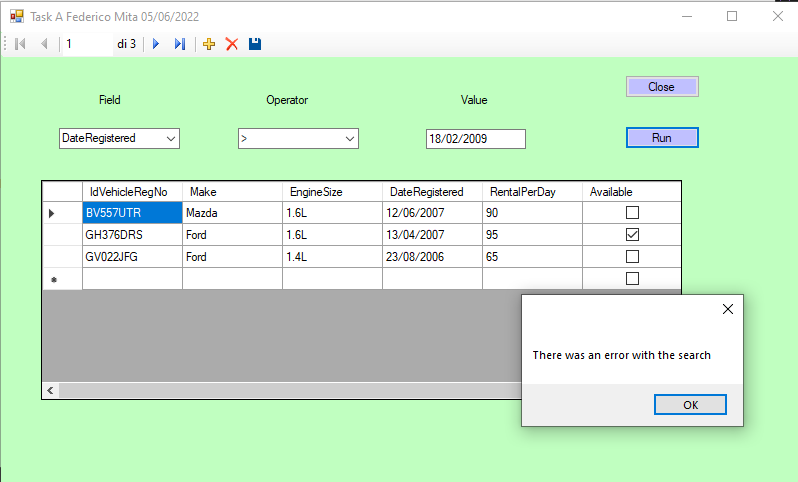 Task A Federico Mita 05/06/2022
1 di 3
Close
Field Operator Value
DateRegistered > 18/02/2009 Run
IdVehicleRegNo Make EngineSize DateRegistered RentalPerDay Available
BV557UTR Mazda 1.6L 12/06/2007 90
GH376DRS Ford 1.6L 13/04/2007 95
GV022JFG Ford 1.4L 23/08/2006 65
There was an error with the search
OK